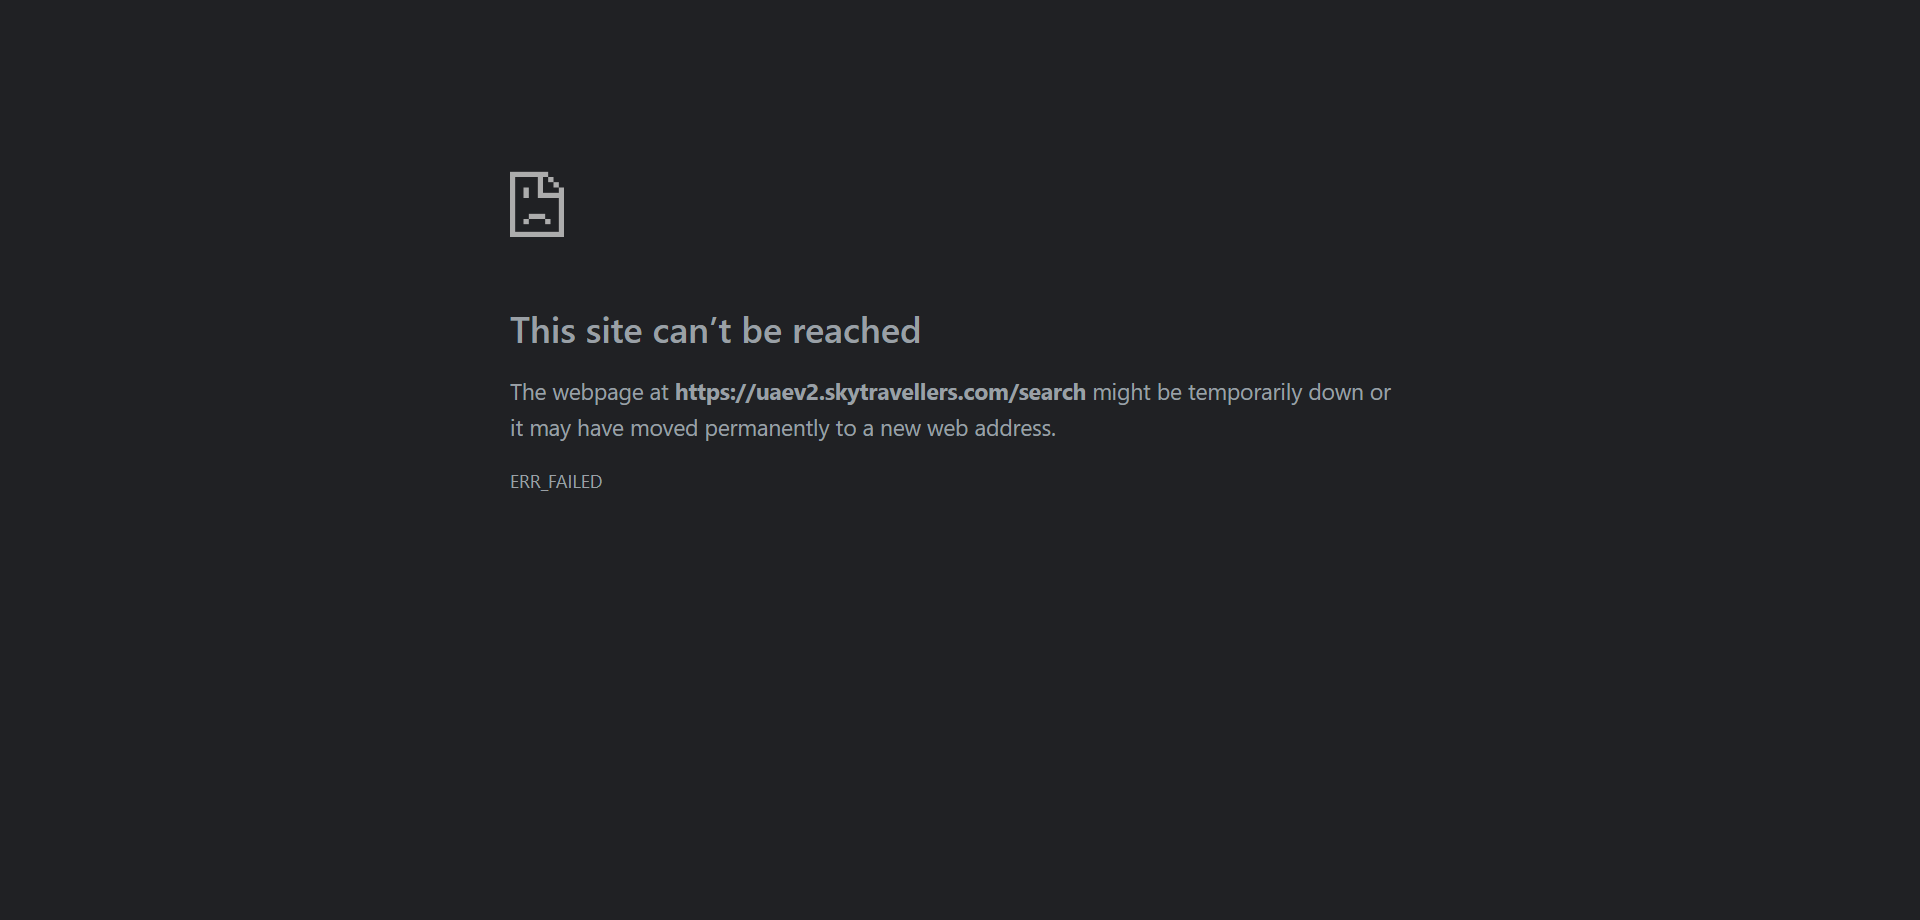 This site can’t be reached
The webpage at https://uaev2.skytravellers.com/search might be temporarily down or
it may have moved permanently to a new web address.
ERR_FAILED